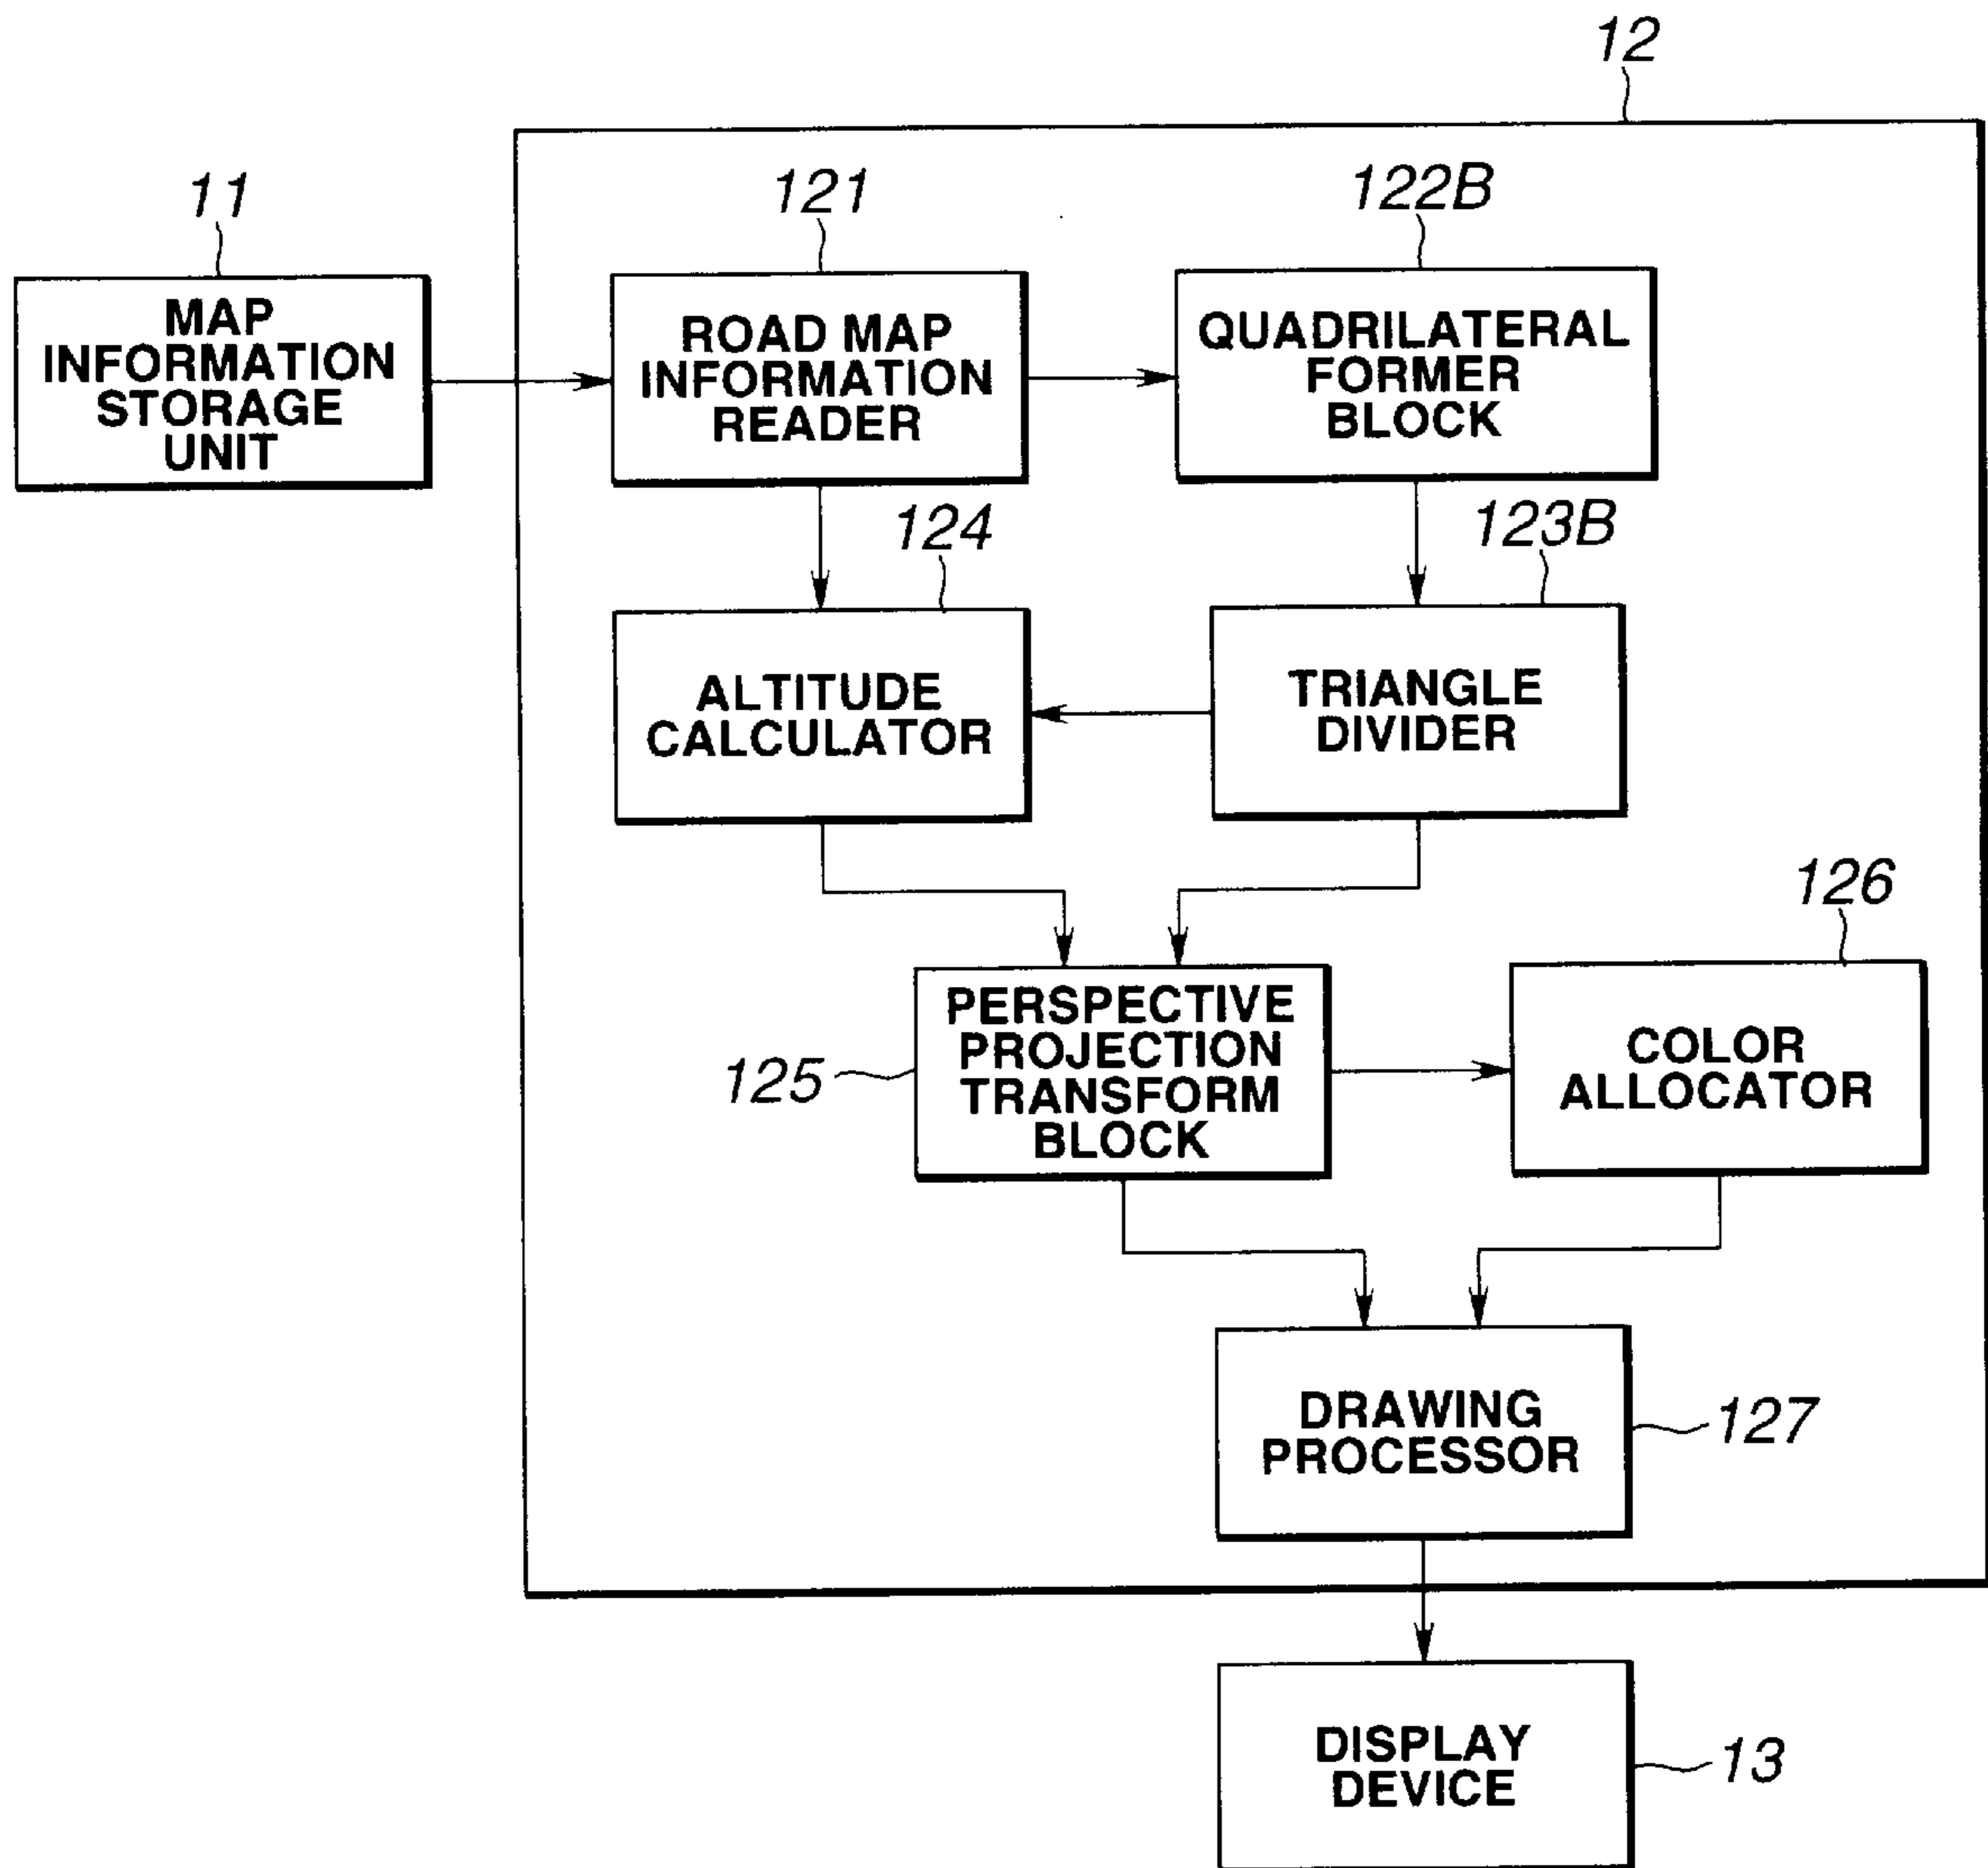 12
11
121
122B
MAP
INFORMATION
STORAGE
UNIT
ROAD MAP
INFORMATION
READER
QUADRILATERAL
FORMER
BLOCK
124
123B
ALTITUDE
CALCULATOR
TRIANGLE
DIVIDER
126
125
PERSPECTIVE
PROJECTION
TRANSFORM
BLOCK
COLOR
ALLOCATOR
DRAWING
PROCESSOR
127
DISPLAY
DEVICE
13